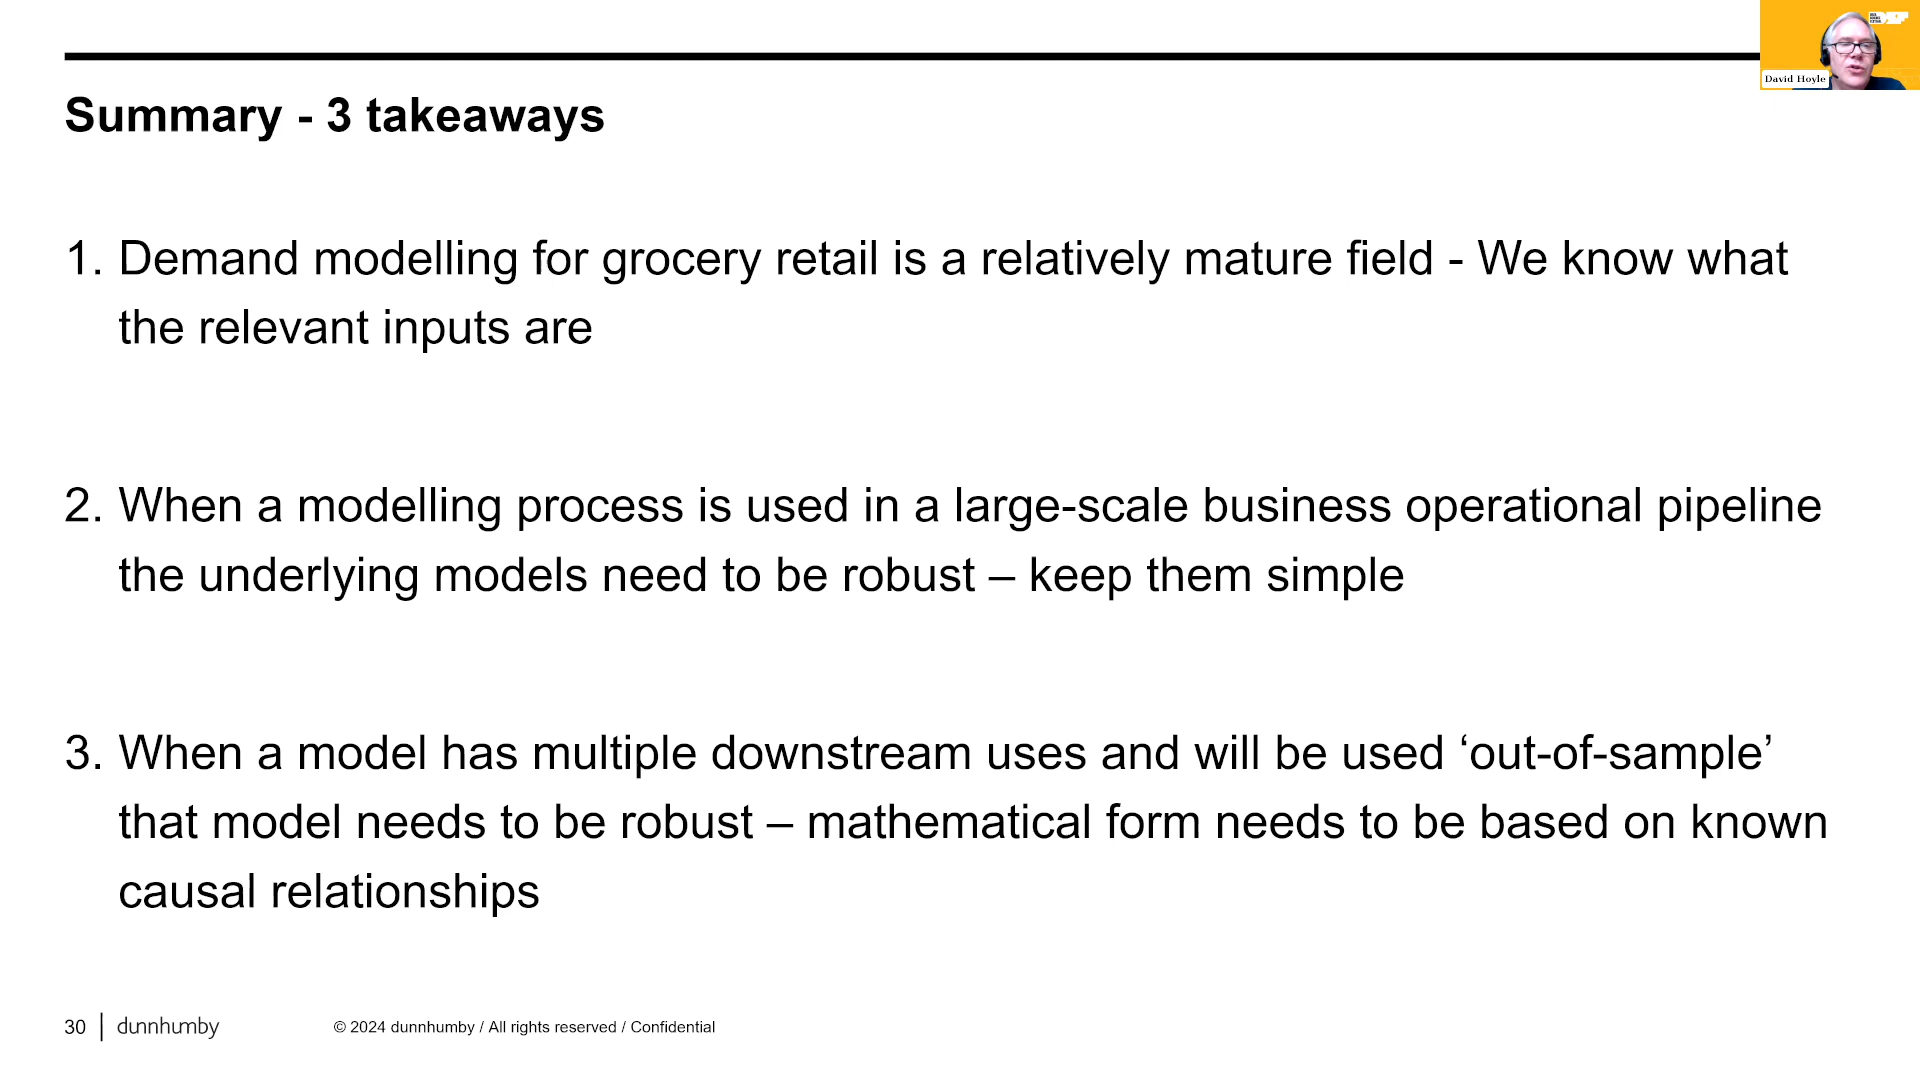 David Hoyle
Summary - 3 takeaways
1. Demand modelling for grocery retail is a relatively mature field - We know what
the relevant inputs are
2. When a modelling process is used in a large-scale business operational pipeline
the underlying models need to be robust – keep them simple
3. When a model has multiple downstream uses and will be used ‘out-of-sample’
that model needs to be robust – mathematical form needs to be based on known
causal relationships
30 | dunnhumby © 2024 dunnhumby / All rights reserved / Confidential